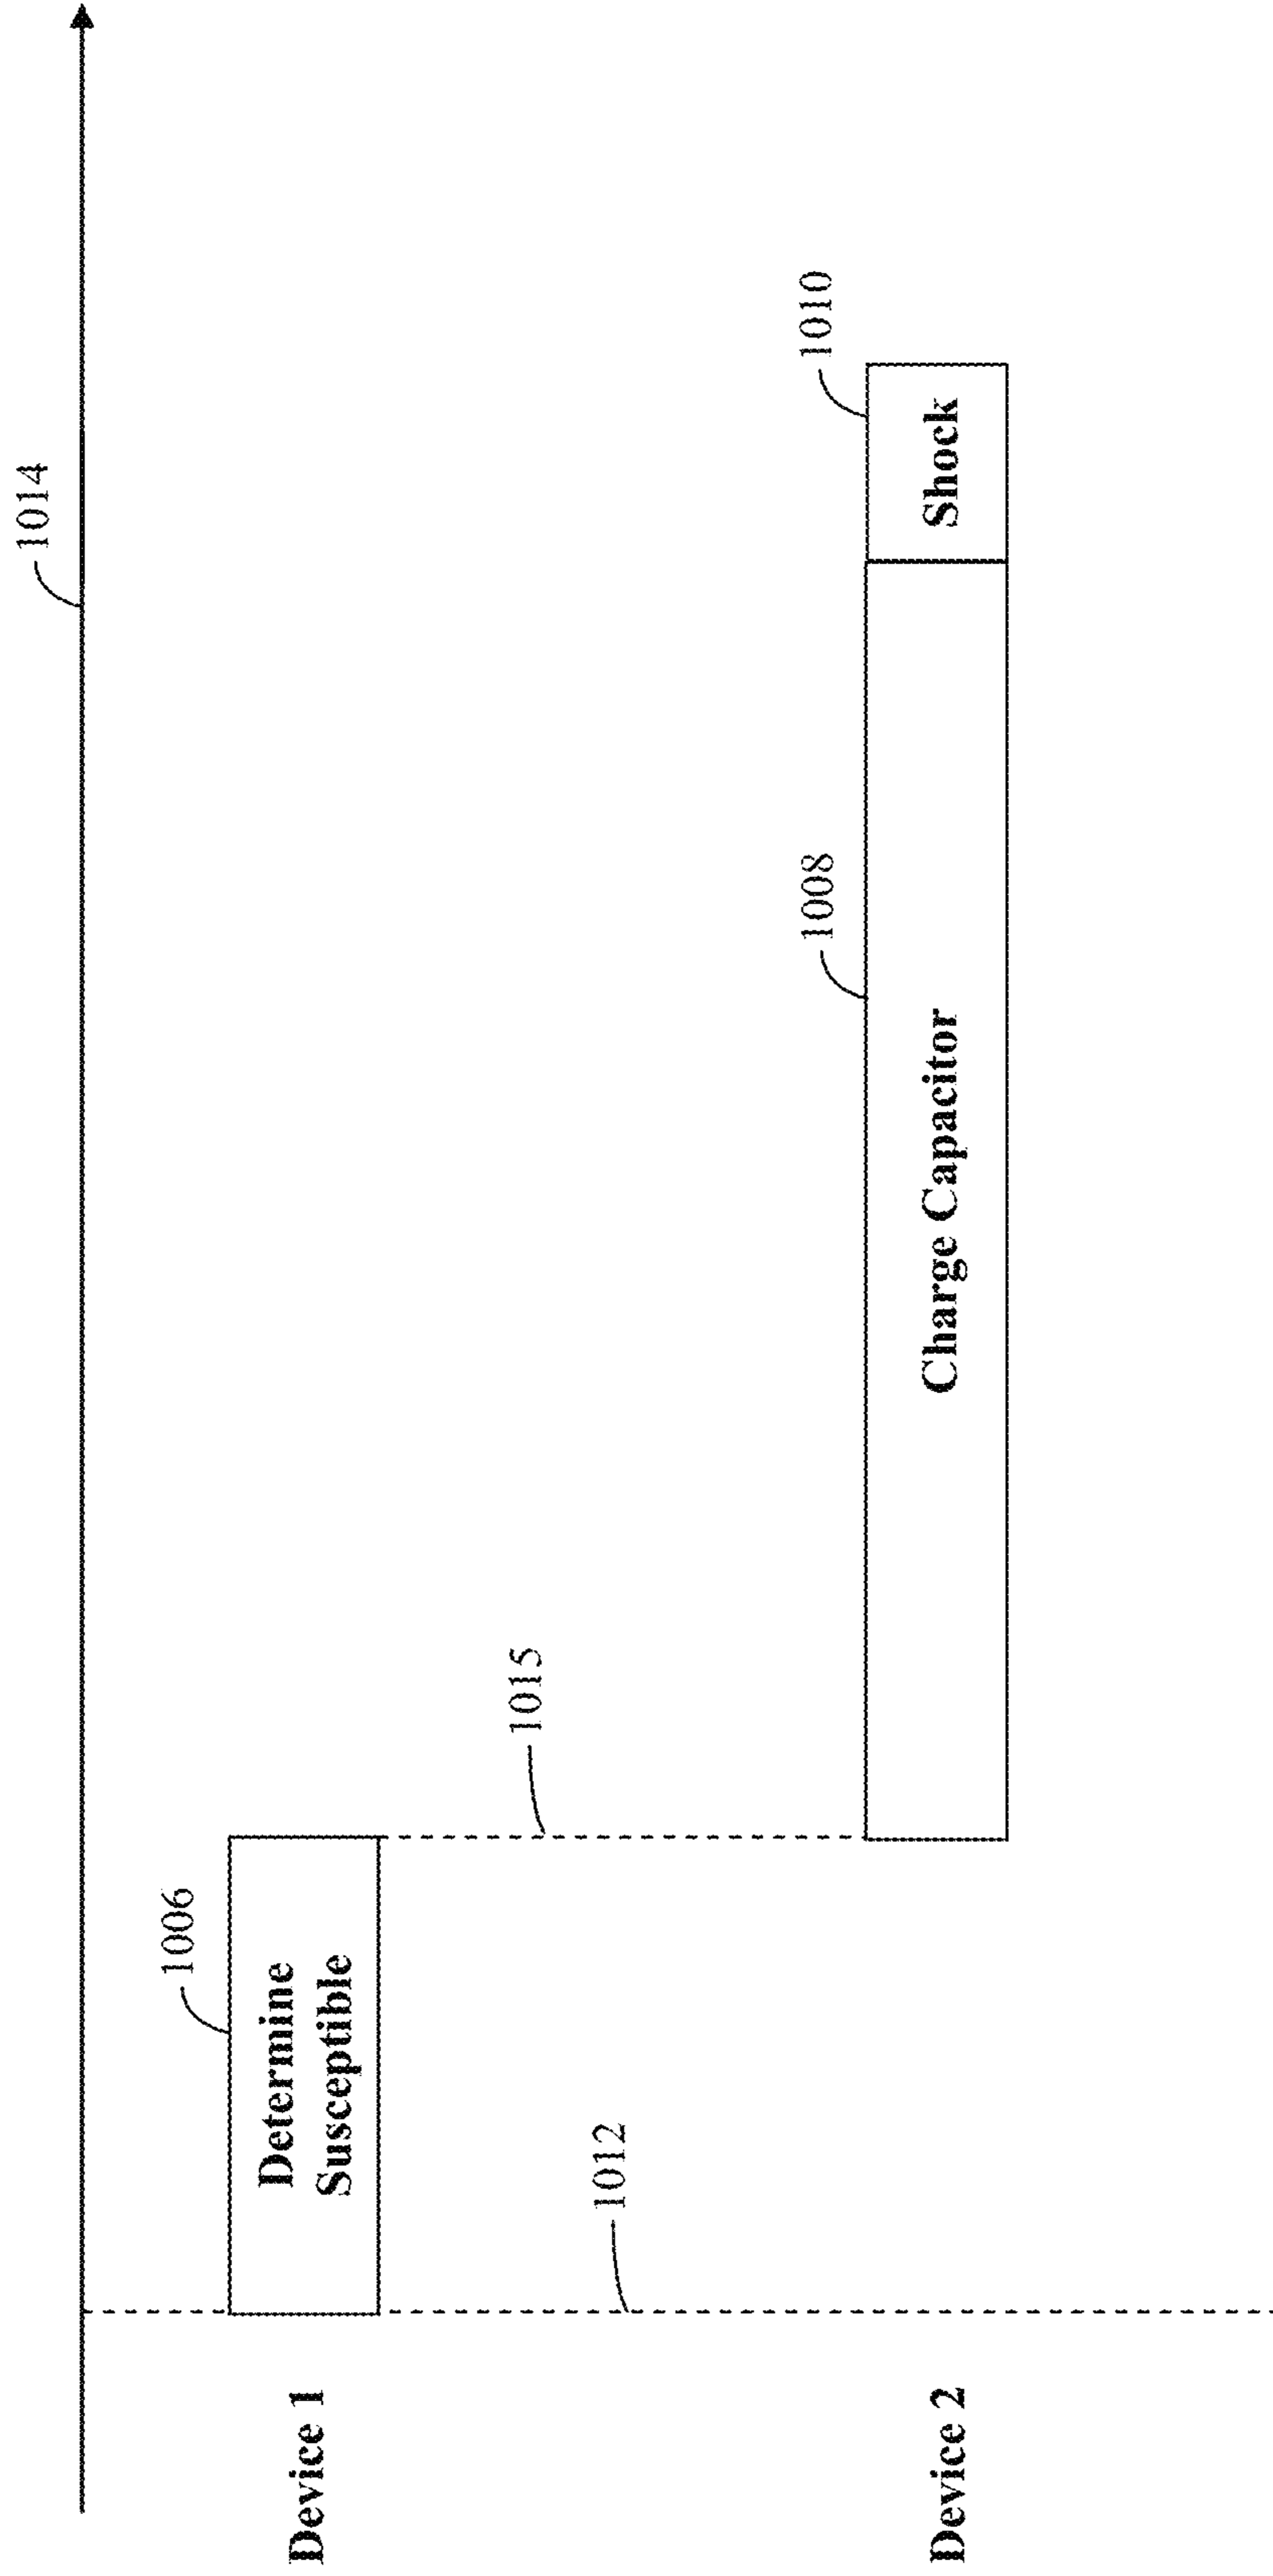 1014
1006
Determine
Susceptible
Device 1
1015
1012
1010
1008
Charge Capacitor
Shock
Device 2